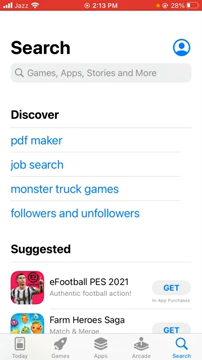 Jazz 2:13 PM 28%
Search
Games, Apps, Stories and More
Discover
pdf maker
job search
monster truck games
followers and unfollowers
Suggested
eFootball PES 2021
Authentic football action!
GET
In-App Purchases
Farm Heroes Saga
Match & Merge
GET
Today Games Apps Arcade Search